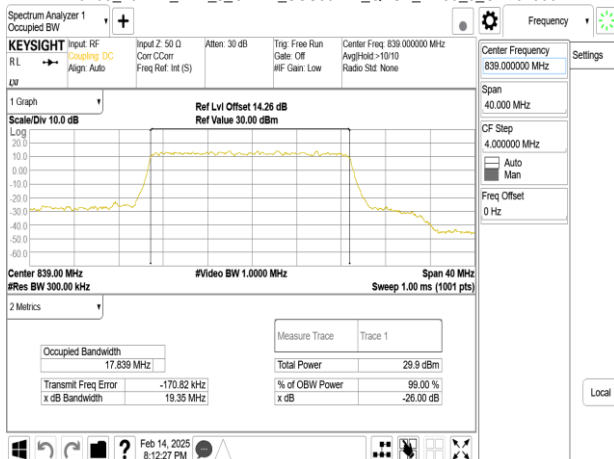 Spectrum Analyzer 1
Occupied BW
Frequency
KEYSIGHT Input: RF Input Z: 50 Ω Atten: 30 dB Trig: Free Run Center Freq: 839.000000 MHz
RL Coupling: DC Corr CCorr Gate: Off Avg|Hold:>10/10
Align: Auto Freq Ref: Int (S) #IF Gain: Low Radio Std: None
Center Frequency
839.000000 MHz
Settings
Span
40.000 MHz
CF Step
4.000000 MHz
Auto
Man
Freq Offset
0 Hz
1 Graph
Ref Lvl Offset 14.26 dB
Scale/Div 10.0 dB Ref Value 30.00 dBm
Log
20.0
10.0
0.00
-10.0
-20.0
-30.0
-40.0
-50.0
-60.0
Center 839.00 MHz #Video BW 1.0000 MHz Span 40 MHz
#Res BW 300.00 kHz Sweep 1.00 ms (1001 pts)
2 Metrics
Measure Trace Trace 1
Occupied Bandwidth
17.839 MHz Total Power 29.9 dBm
Transmit Freq Error -170.82 kHz % of OBW Power 99.00 %
x dB Bandwidth 19.35 MHz x dB -26.00 dB
Local
Feb 14, 2025
8:12:27 PM